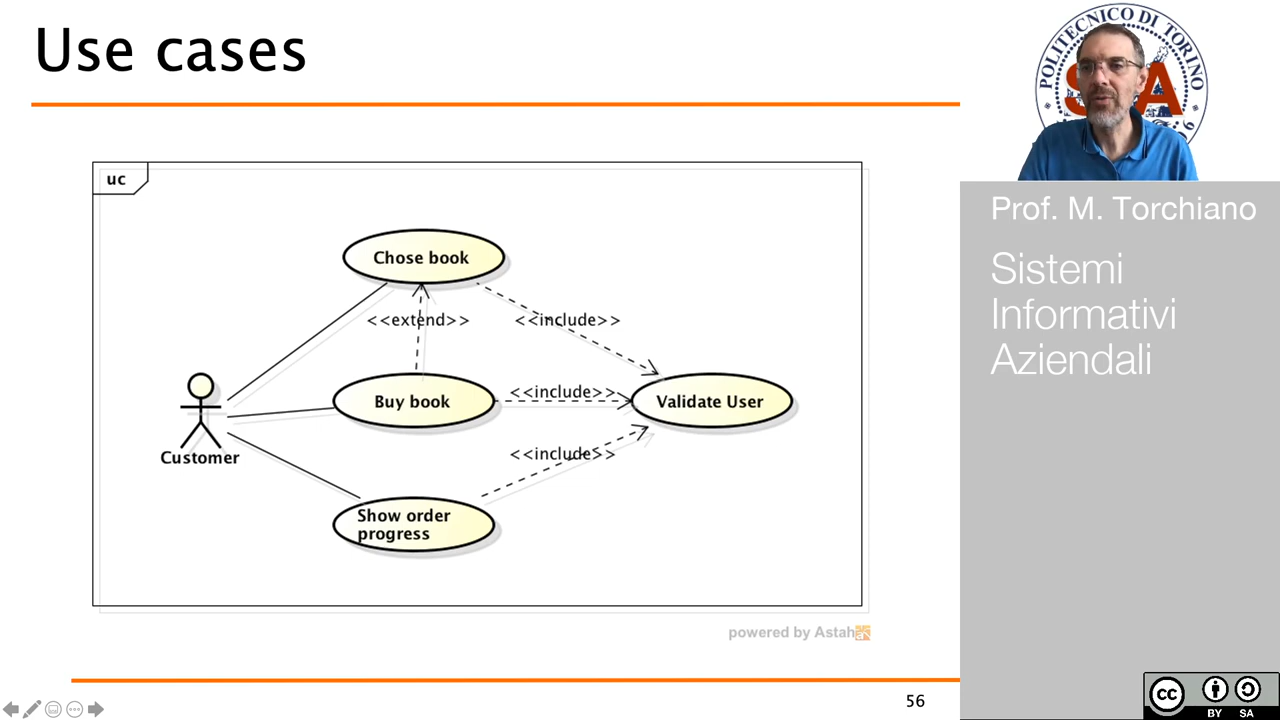 Use cases
uc
Chose book
<<extend>>
<<include>>
Buy book
<<include>>
Validate User
<<include>>
Customer
Show order
progress
powered by Astah
56
POLITECNICO DI TORINO
Prof. M. Torchiano
Sistemi
Informativi
Aziendali
cc
BY SA